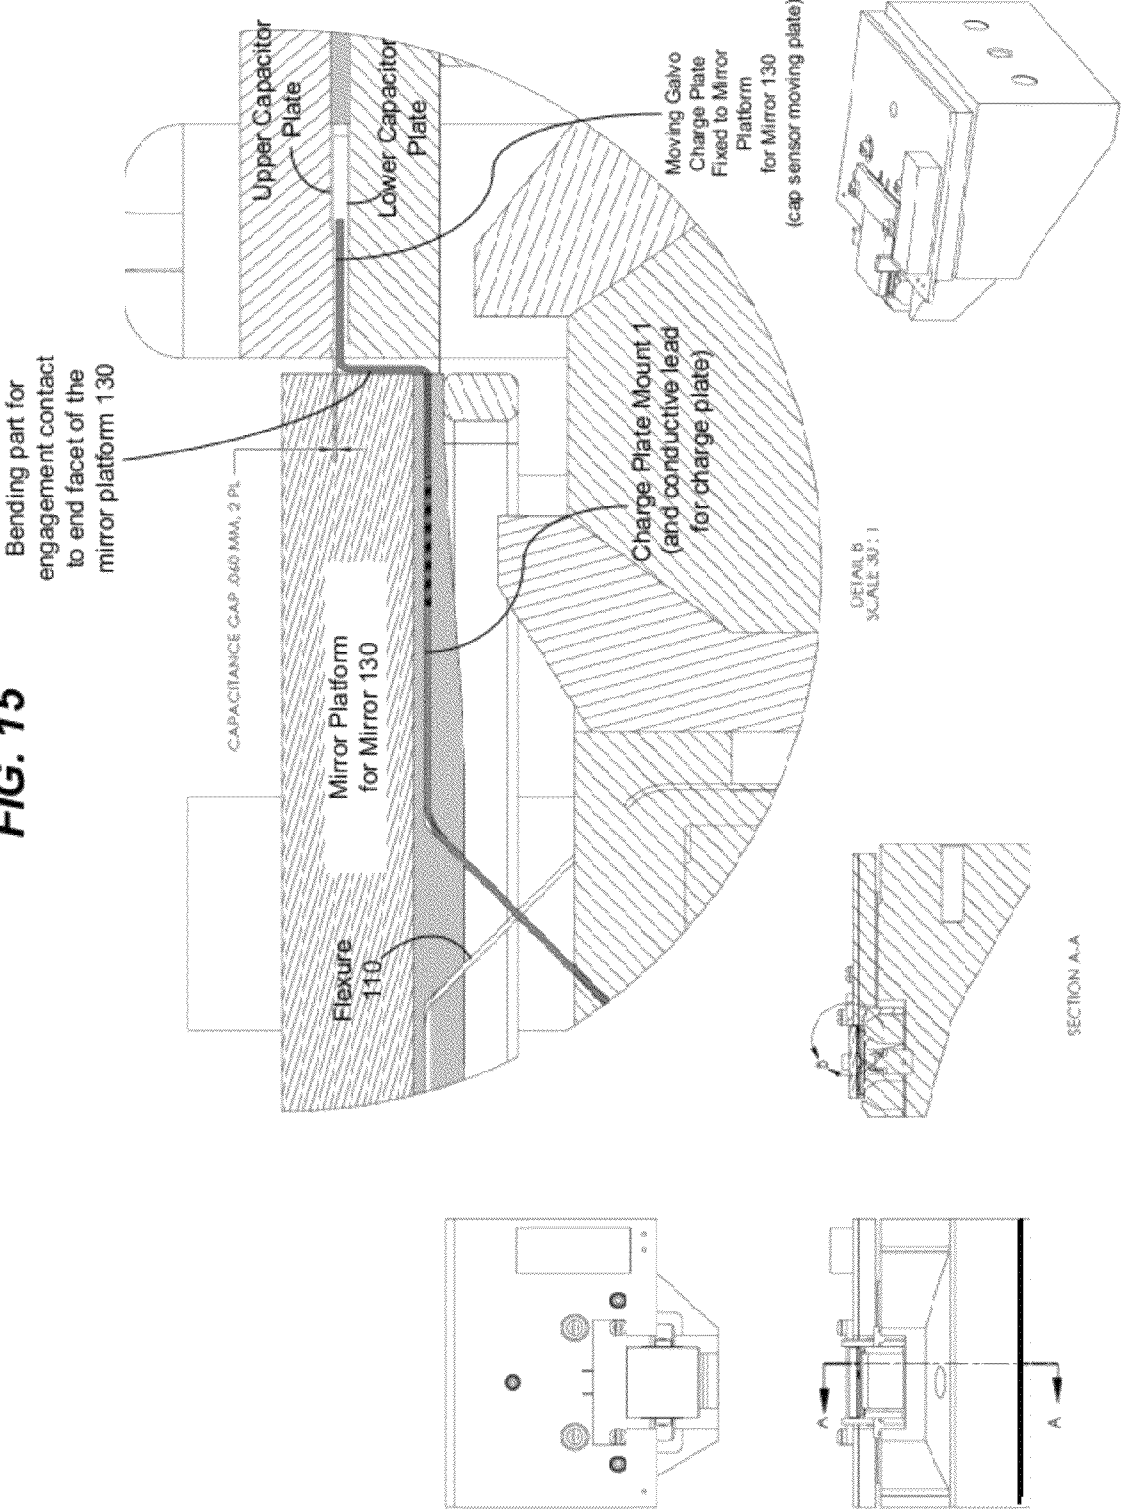 FIG. 15
Bending part for
engagement contact
to end facet of the
mirror platform 130
CAPACITANCE GAP .060 MM, 2 PL
Upper Capacitor
Plate
Lower Capacitor
Plate
Mirror Platform
for Mirror 130
Flexure
110
Moving Galvo
Charge Plate
Fixed to Mirror
Platform
for Mirror 130
(cap sensor moving plate)
Charge Plate Mount 1
(and conductive lead
for charge plate)
DETAIL B
SCALE 30 : 1
SECTION A-A
A
A